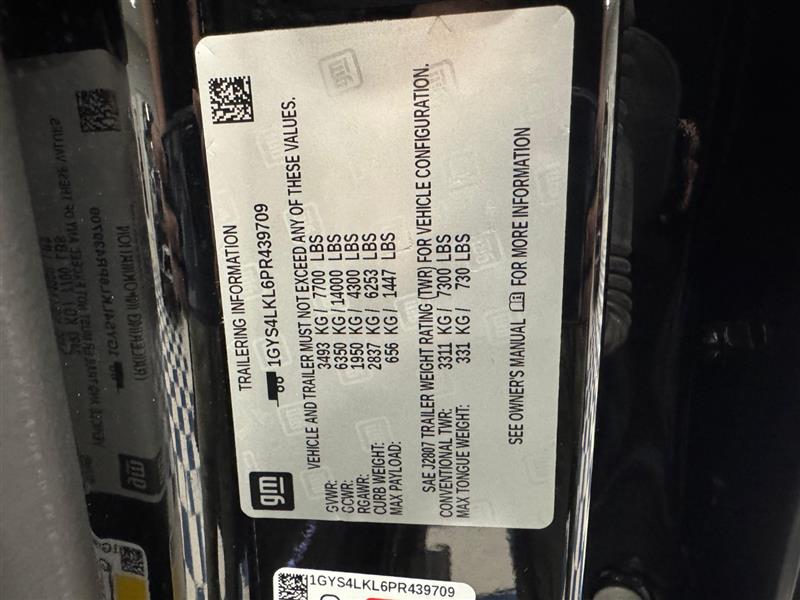 gm
TRAILERING INFORMATION
1GYS4LKL6PR439709
VEHICLE AND TRAILER MUST NOT EXCEED ANY OF THESE VALUES.
GVWR: 3493 KG / 7700 LBS
GCWR: 6350 KG / 14000 LBS
RGAWR: 1950 KG / 4300 LBS
CURB WEIGHT: 2837 KG / 6253 LBS
MAX PAYLOAD: 656 KG / 1447 LBS
SAE J2807 TRAILER WEIGHT RATING (TWR) FOR VEHICLE CONFIGURATION.
CONVENTIONAL TWR: 3311 KG / 7300 LBS
MAX TONGUE WEIGHT: 331 KG / 730 LBS
SEE OWNER'S MANUAL FOR MORE INFORMATION
1GYS4LKL6PR439709